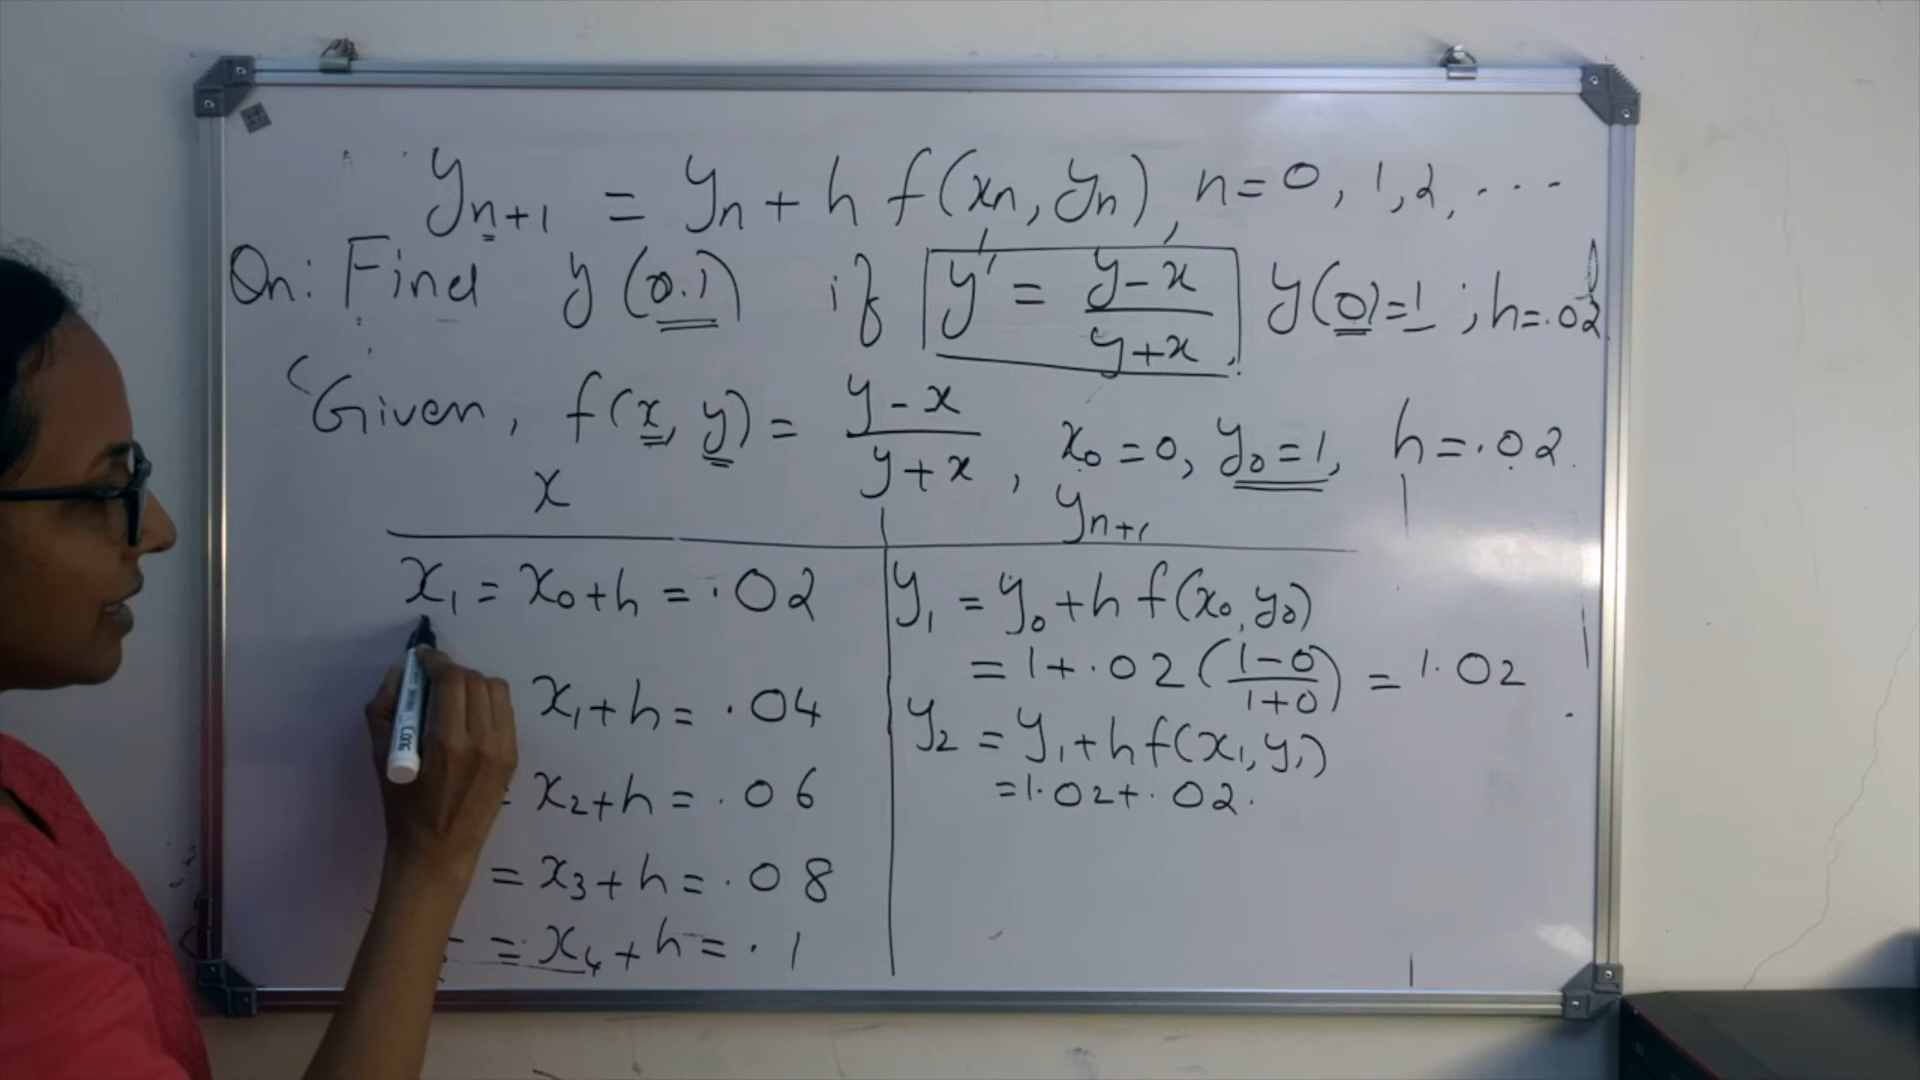 yn+1 = yn + h f(xn, yn), n = 0, 1, 2, ...
Qn: Find y(0.1) if y' = (y-x)/(y+x), y(0)=1 ; h=.02
Given, f(x, y) = (y-x)/(y+x), x0=0, y0=1, h=.02
x | yn+1
x1 = x0+h = .02 | y1 = y0+h f(x0, y0)
= 1+.02 ((1-0)/(1+0)) = 1.02
x1+h = .04 | y2 = y1+h f(x1, y1)
= x2+h = .06 | = 1.02+.02
= x3+h = .08
= x4+h = .1